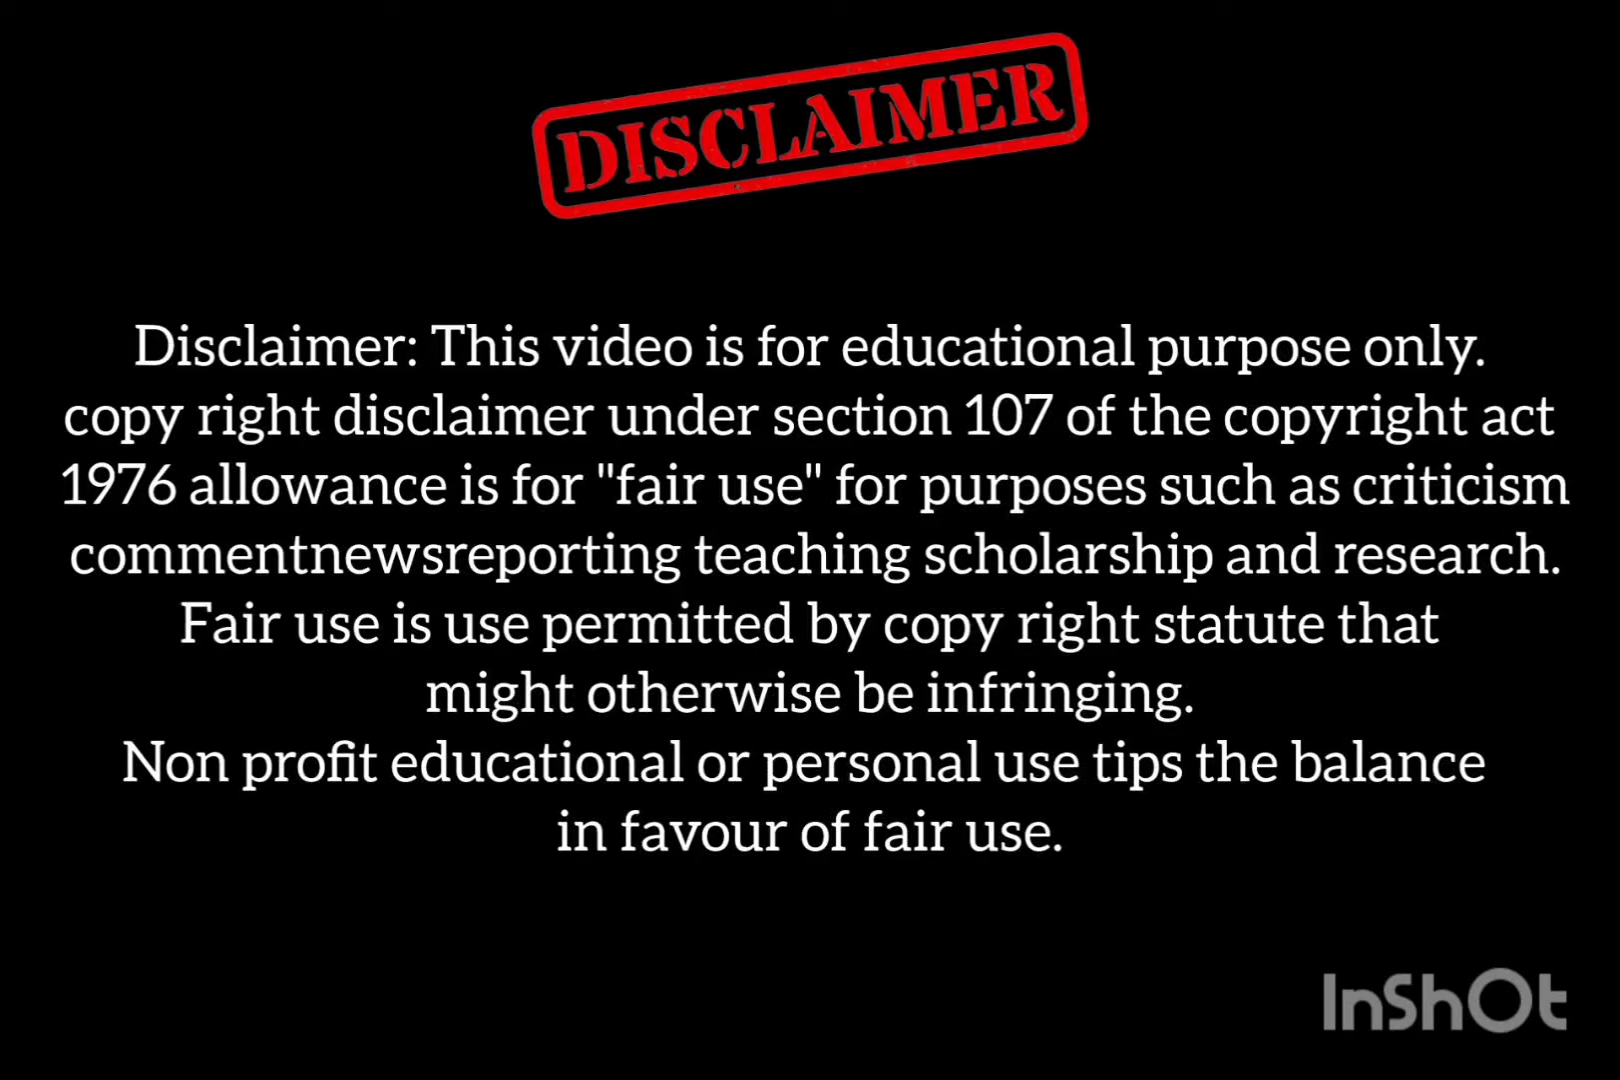 DISCLAIMER
Disclaimer: This video is for educational purpose only.
copy right disclaimer under section 107 of the copyright act
1976 allowance is for "fair use" for purposes such as criticism
commentnewsreporting teaching scholarship and research.
Fair use is use permitted by copy right statute that
might otherwise be infringing.
Non profit educational or personal use tips the balance
in favour of fair use.
InShOt